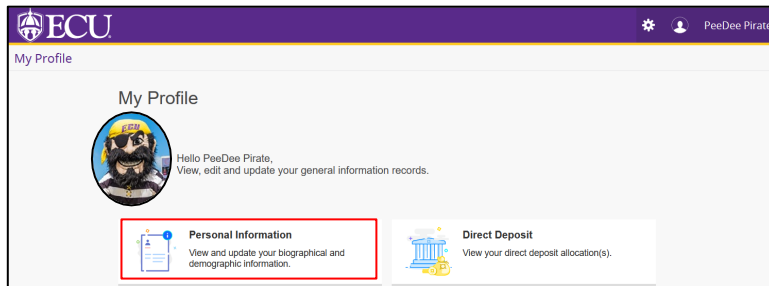 ECU
PeeDee Pirate
My Profile
My Profile
ECU
Hello PeeDee Pirate,
View, edit and update your general information records.
Personal Information
View and update your biographical and
demographic information.
Direct Deposit
View your direct deposit allocation(s).